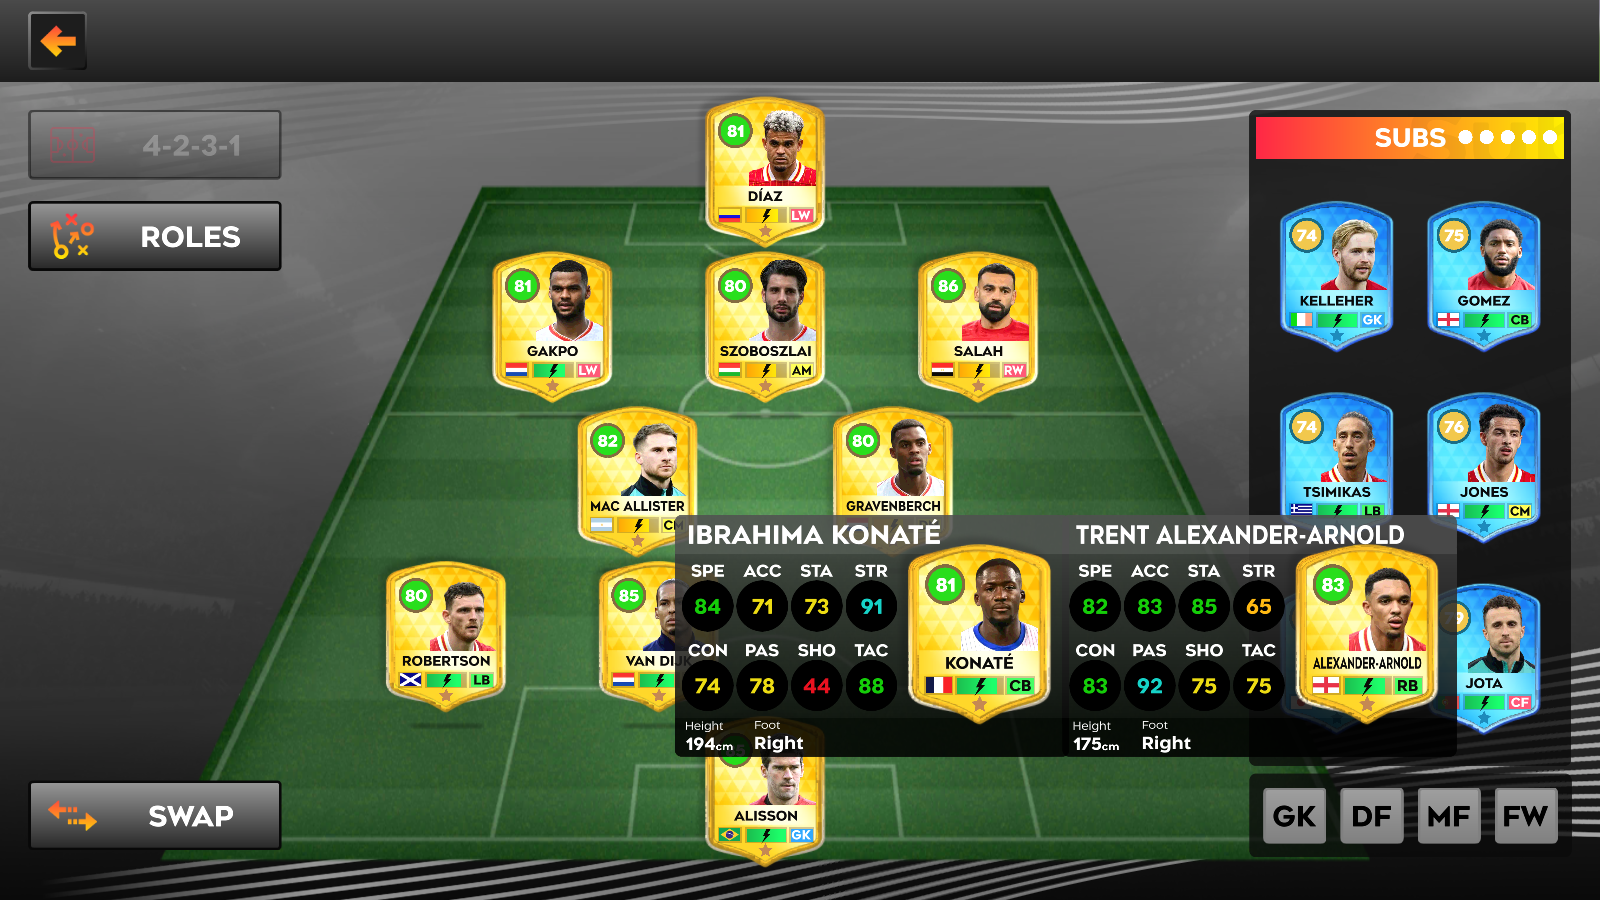 4-2-3-1
ROLES
SWAP
81
DÍAZ
LW
81
GAKPO
LW
80
SZOBOSZLAI
AM
86
SALAH
RW
82
MAC ALLISTER
CM
80
GRAVENBERCH
80
ROBERTSON
LB
85
VAN DIJK
ALISSON
GK
IBRAHIMA KONATÉ
SPE ACC STA STR
84 71 73 91
CON PAS SHO TAC
74 78 44 88
Height Foot
194cm Right
81
KONATÉ
CB
TRENT ALEXANDER-ARNOLD
SPE ACC STA STR
82 83 85 65
CON PAS SHO TAC
83 92 75 75
Height Foot
175cm Right
83
ALEXANDER-ARNOLD
RB
SUBS
74
KELLEHER
GK
75
GOMEZ
CB
74
TSIMIKAS
LB
76
JONES
CM
JOTA
CF
GK DF MF FW